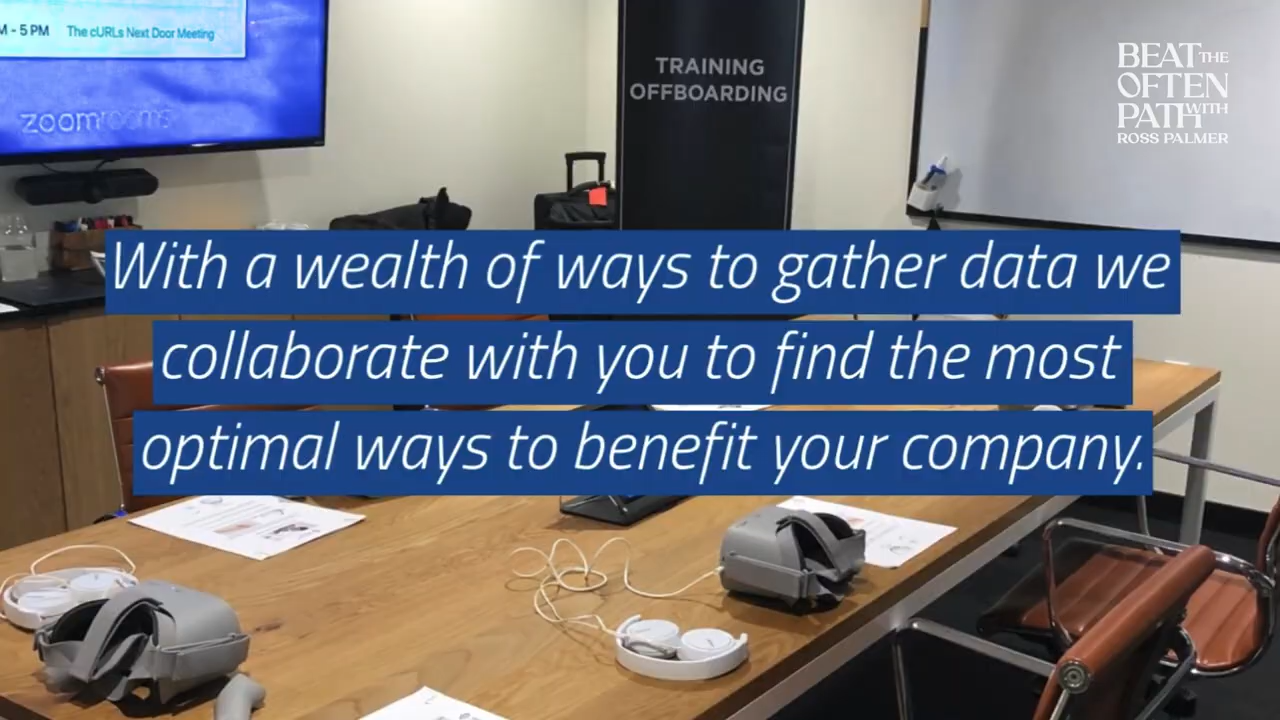 M - 5 PM The cURLs Next Door Meeting
zoomrooms
TRAINING
OFFBOARDING
BEAT THE
OFTEN
PATH WITH
ROSS PALMER
With a wealth of ways to gather data we
collaborate with you to find the most
optimal ways to benefit your company.